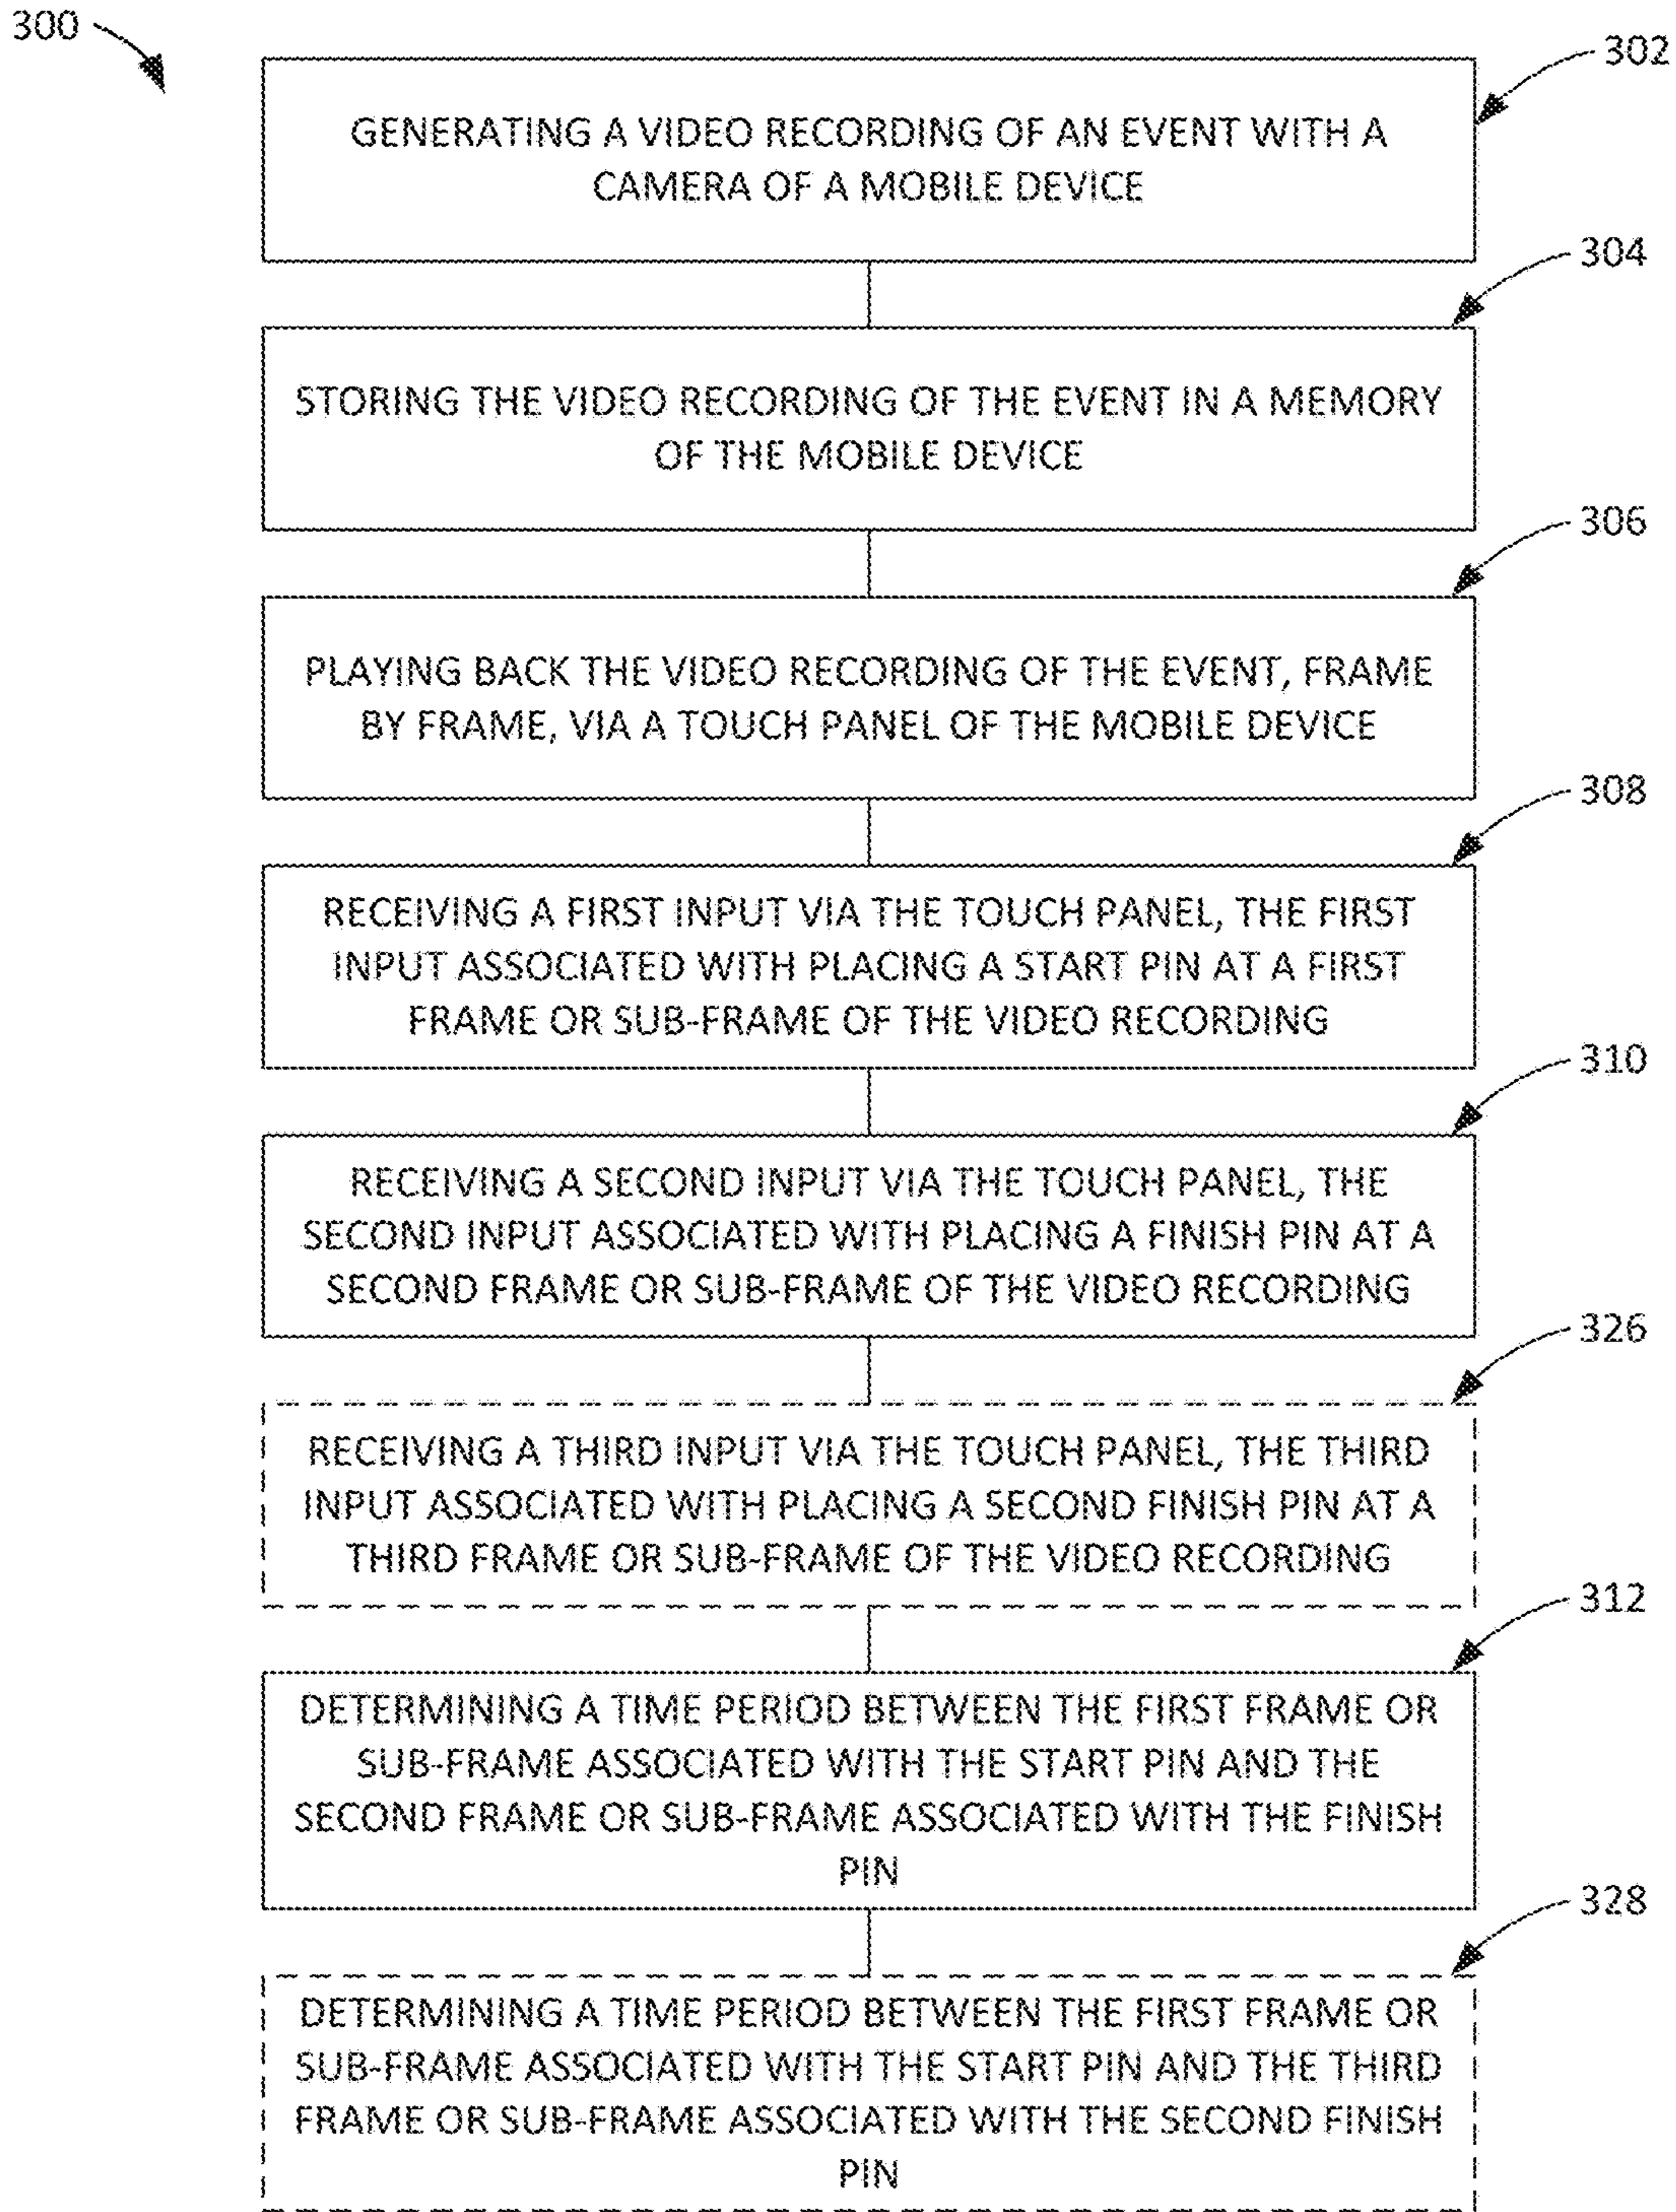 300
302
GENERATING A VIDEO RECORDING OF AN EVENT WITH A
CAMERA OF A MOBILE DEVICE
304
STORING THE VIDEO RECORDING OF THE EVENT IN A MEMORY
OF THE MOBILE DEVICE
306
PLAYING BACK THE VIDEO RECORDING OF THE EVENT, FRAME
BY FRAME, VIA A TOUCH PANEL OF THE MOBILE DEVICE
308
RECEIVING A FIRST INPUT VIA THE TOUCH PANEL, THE FIRST
INPUT ASSOCIATED WITH PLACING A START PIN AT A FIRST
FRAME OR SUB-FRAME OF THE VIDEO RECORDING
310
RECEIVING A SECOND INPUT VIA THE TOUCH PANEL, THE
SECOND INPUT ASSOCIATED WITH PLACING A FINISH PIN AT A
SECOND FRAME OR SUB-FRAME OF THE VIDEO RECORDING
326
RECEIVING A THIRD INPUT VIA THE TOUCH PANEL, THE THIRD
INPUT ASSOCIATED WITH PLACING A SECOND FINISH PIN AT A
THIRD FRAME OR SUB-FRAME OF THE VIDEO RECORDING
312
DETERMINING A TIME PERIOD BETWEEN THE FIRST FRAME OR
SUB-FRAME ASSOCIATED WITH THE START PIN AND THE
SECOND FRAME OR SUB-FRAME ASSOCIATED WITH THE FINISH
PIN
328
DETERMINING A TIME PERIOD BETWEEN THE FIRST FRAME OR
SUB-FRAME ASSOCIATED WITH THE START PIN AND THE THIRD
FRAME OR SUB-FRAME ASSOCIATED WITH THE SECOND FINISH
PIN